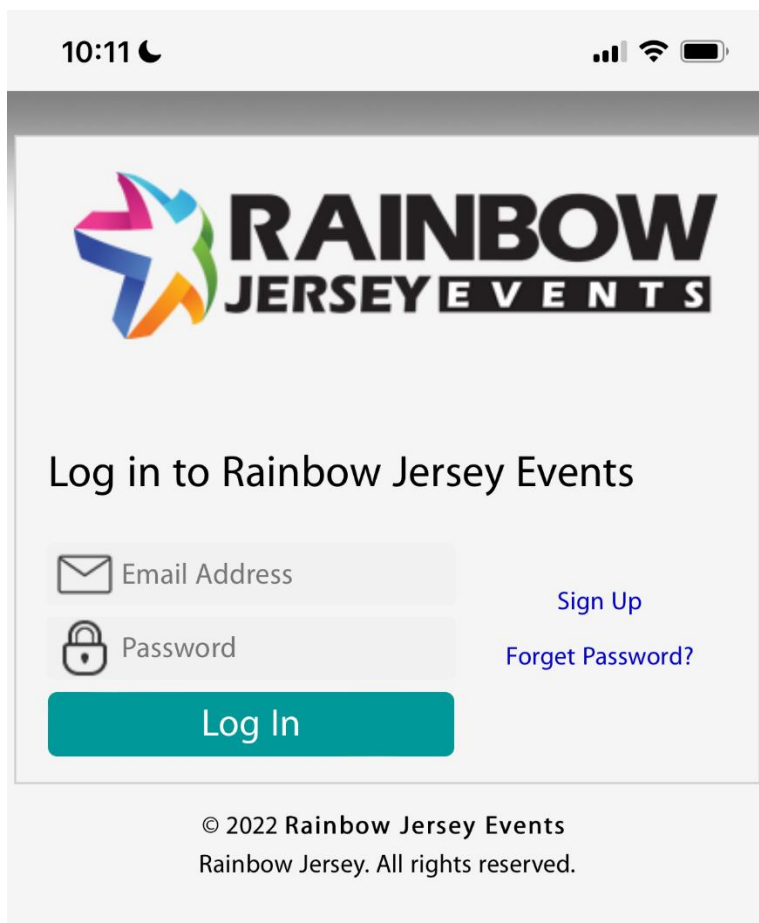 10:11
RAINBOW
JERSEY EVENTS
Log in to Rainbow Jersey Events
Email Address
Sign Up
Password
Forget Password?
Log In
© 2022 Rainbow Jersey Events
Rainbow Jersey. All rights reserved.